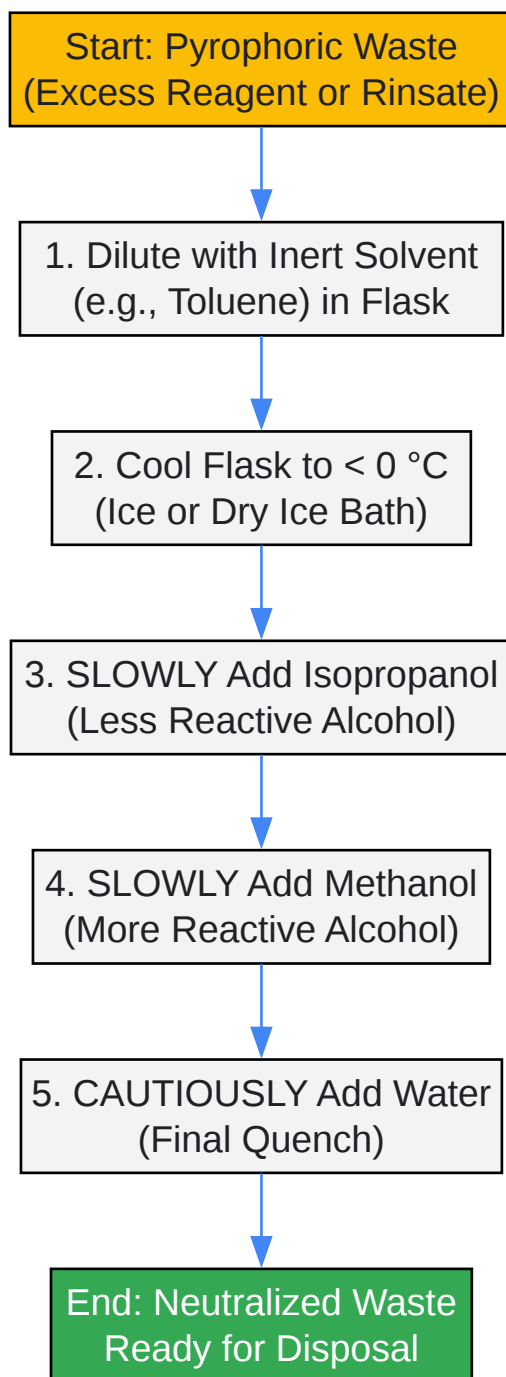 Start: Pyrophoric Waste
(Excess Reagent or Rinsate)
1. Dilute with Inert Solvent
(e.g., Toluene) in Flask
2. Cool Flask to < 0 °C
(Ice or Dry Ice Bath)
3. SLOWLY Add Isopropanol
(Less Reactive Alcohol)
4. SLOWLY Add Methanol
(More Reactive Alcohol)
5. CAUTIOUSLY Add Water
(Final Quench)
End: Neutralized Waste
Ready for Disposal